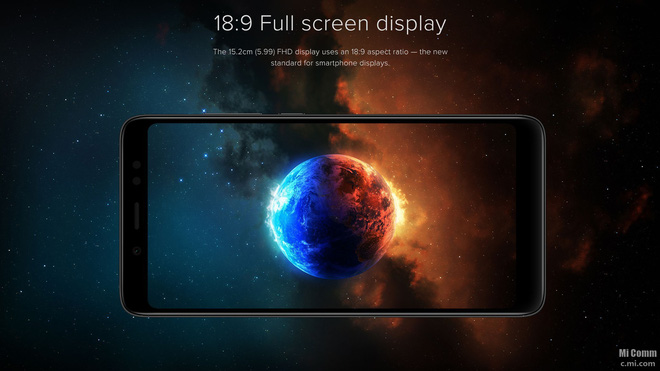 18:9 Full screen display
The 15.2cm (5.99) FHD display uses an 18:9 aspect ratio — the new
standard for smartphone displays.
Mi Comm
c.mi.com